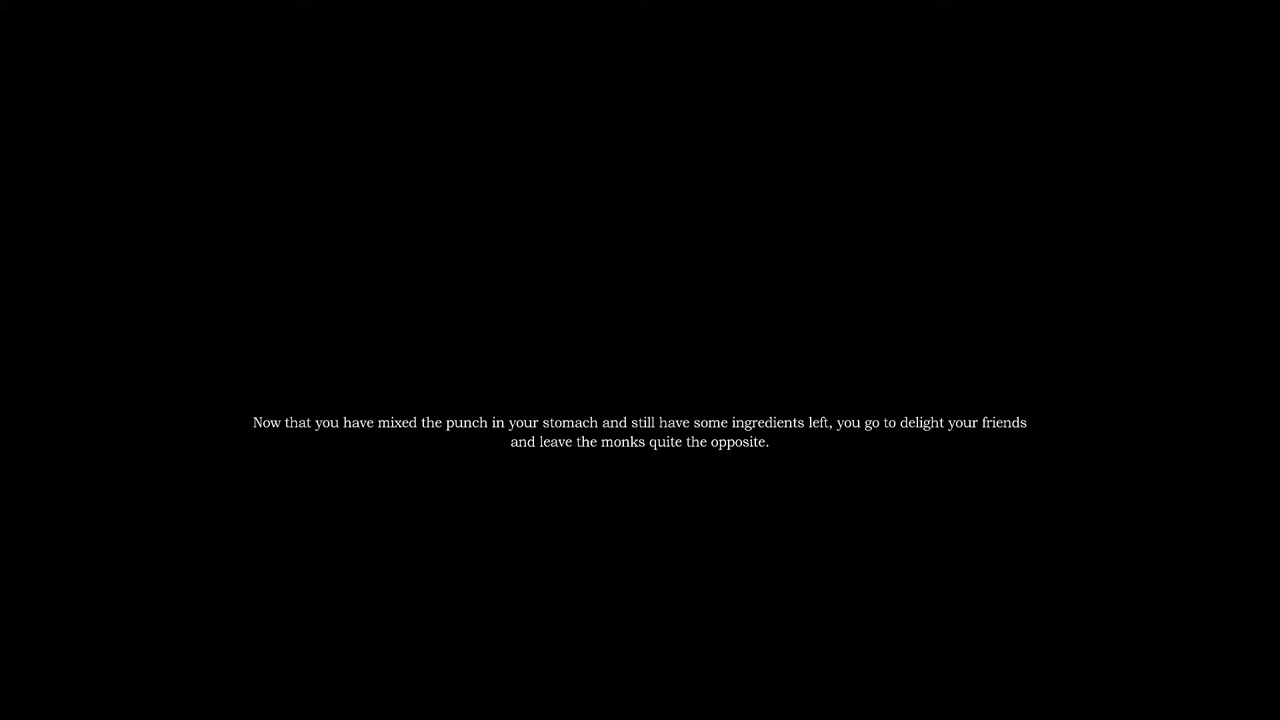 Now that you have mixed the punch in your stomach and still have some ingredients left, you go to delight your friends
and leave the monks quite the opposite.